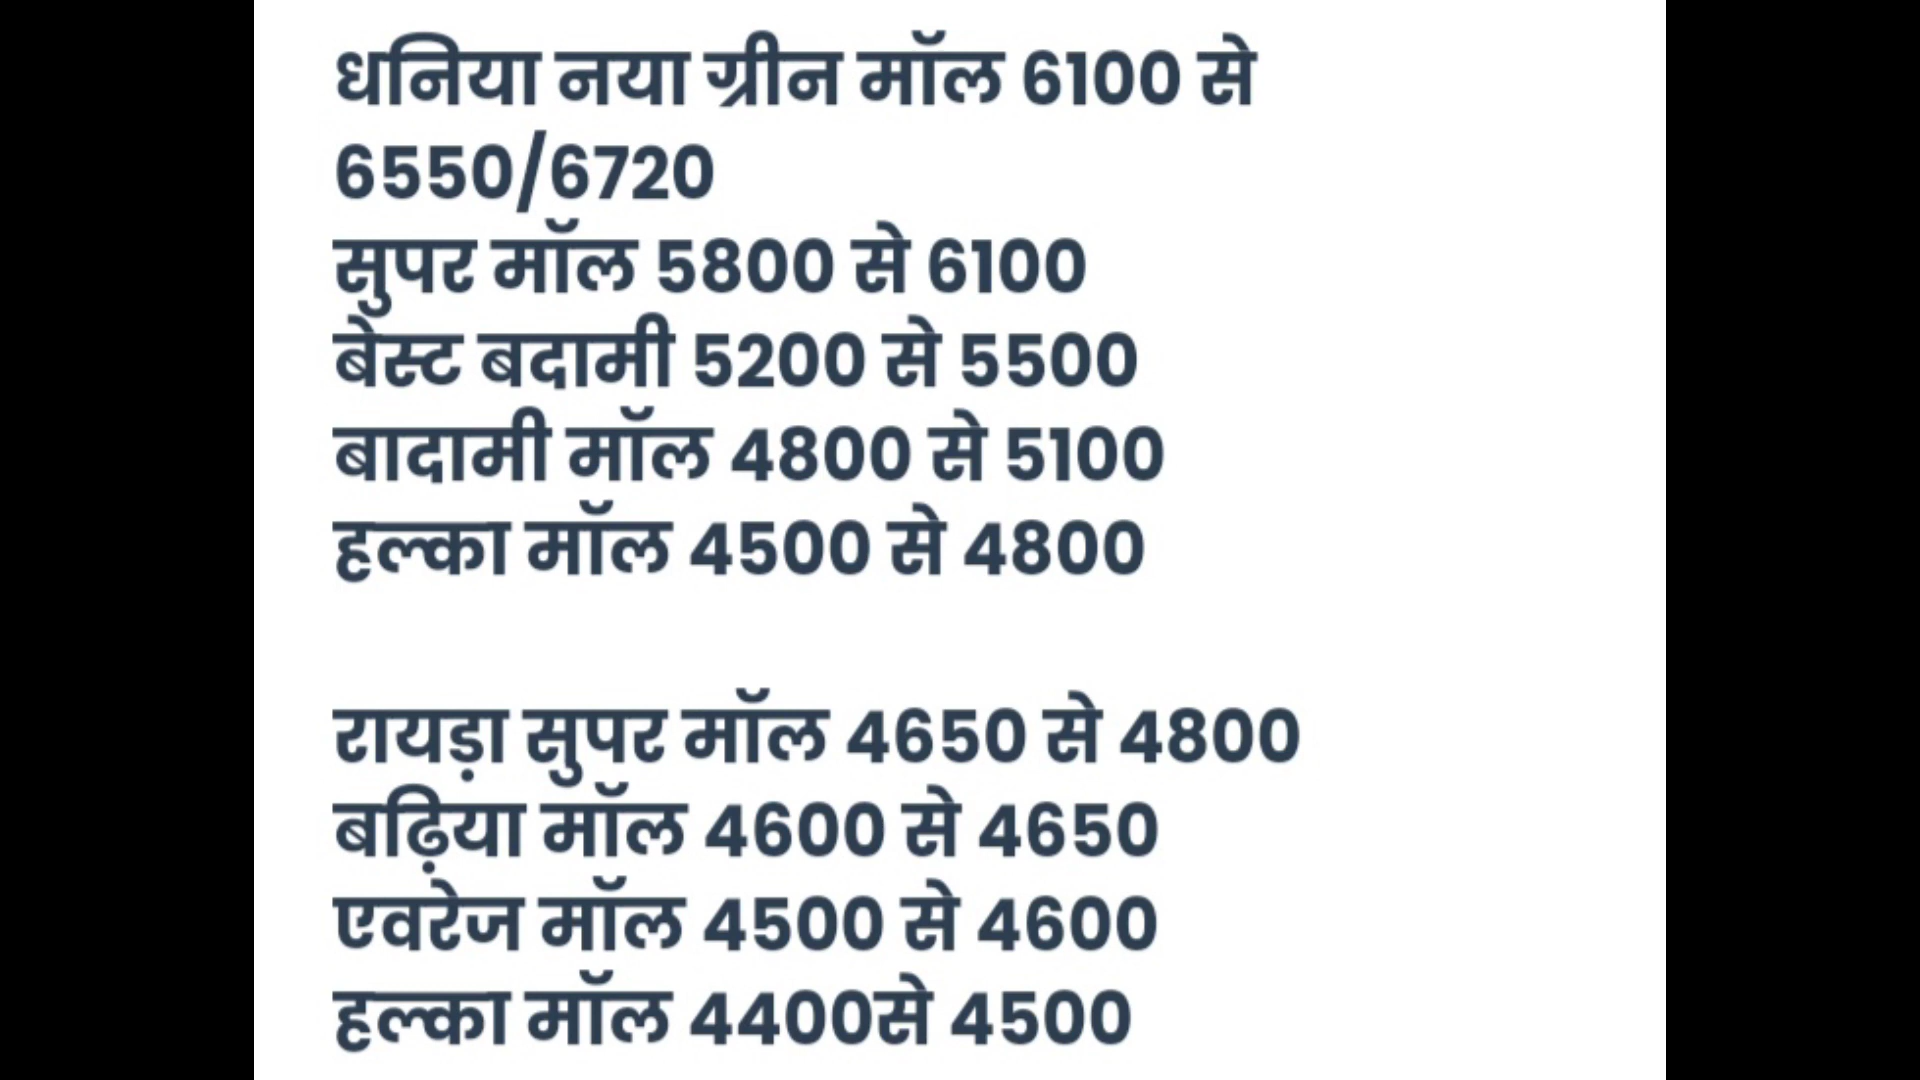 धनिया नया ग्रीन मॉल 6100 से
6550/6720
सुपर मॉल 5800 से 6100
बेस्ट बदामी 5200 से 5500
बादामी मॉल 4800 से 5100
हल्का मॉल 4500 से 4800
रायड़ा सुपर मॉल 4650 से 4800
बढ़िया मॉल 4600 से 4650
एवरेज मॉल 4500 से 4600
हल्का मॉल 4400से 4500